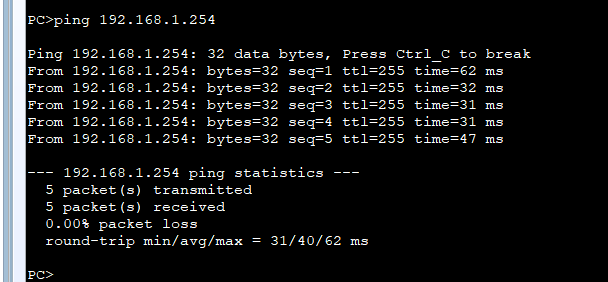 PC>ping 192.168.1.254
Ping 192.168.1.254: 32 data bytes, Press Ctrl_C to break
From 192.168.1.254: bytes=32 seq=1 ttl=255 time=62 ms
From 192.168.1.254: bytes=32 seq=2 ttl=255 time=32 ms
From 192.168.1.254: bytes=32 seq=3 ttl=255 time=31 ms
From 192.168.1.254: bytes=32 seq=4 ttl=255 time=31 ms
From 192.168.1.254: bytes=32 seq=5 ttl=255 time=47 ms
--- 192.168.1.254 ping statistics ---
5 packet(s) transmitted
5 packet(s) received
0.00% packet loss
round-trip min/avg/max = 31/40/62 ms
PC>